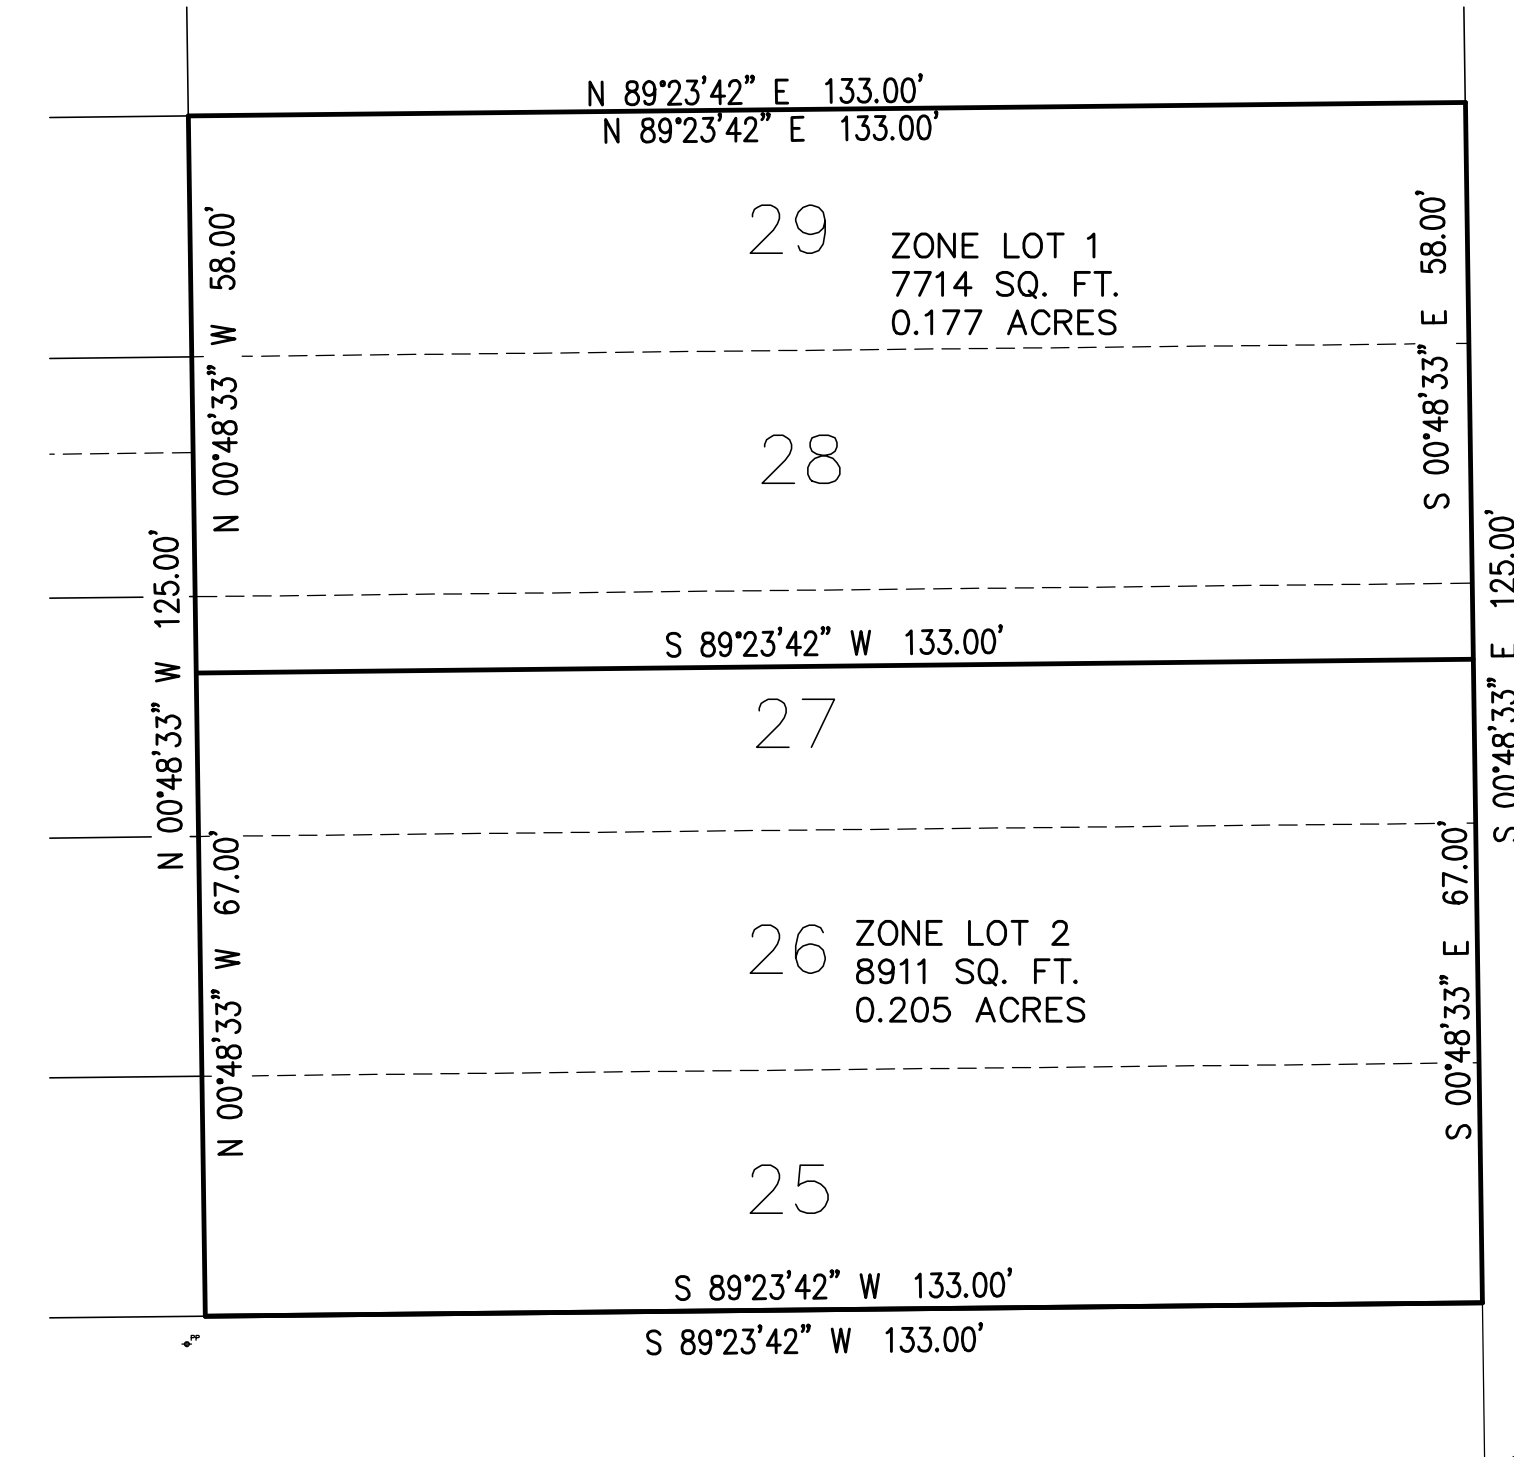 N 89°23'42" E 133.00'
N 89°23'42" E 133.00'
29
ZONE LOT 1
7714 SQ. FT.
0.177 ACRES
N 00°48'33" W 58.00'
S 00°48'33" E 58.00'
28
N 00°48'33" W 125.00'
S 00°48'33" E 125.00'
S 89°23'42" W 133.00'
27
N 00°48'33" W 67.00'
S 00°48'33" E 67.00'
26
ZONE LOT 2
8911 SQ. FT.
0.205 ACRES
25
S 89°23'42" W 133.00'
PP
S 89°23'42" W 133.00'